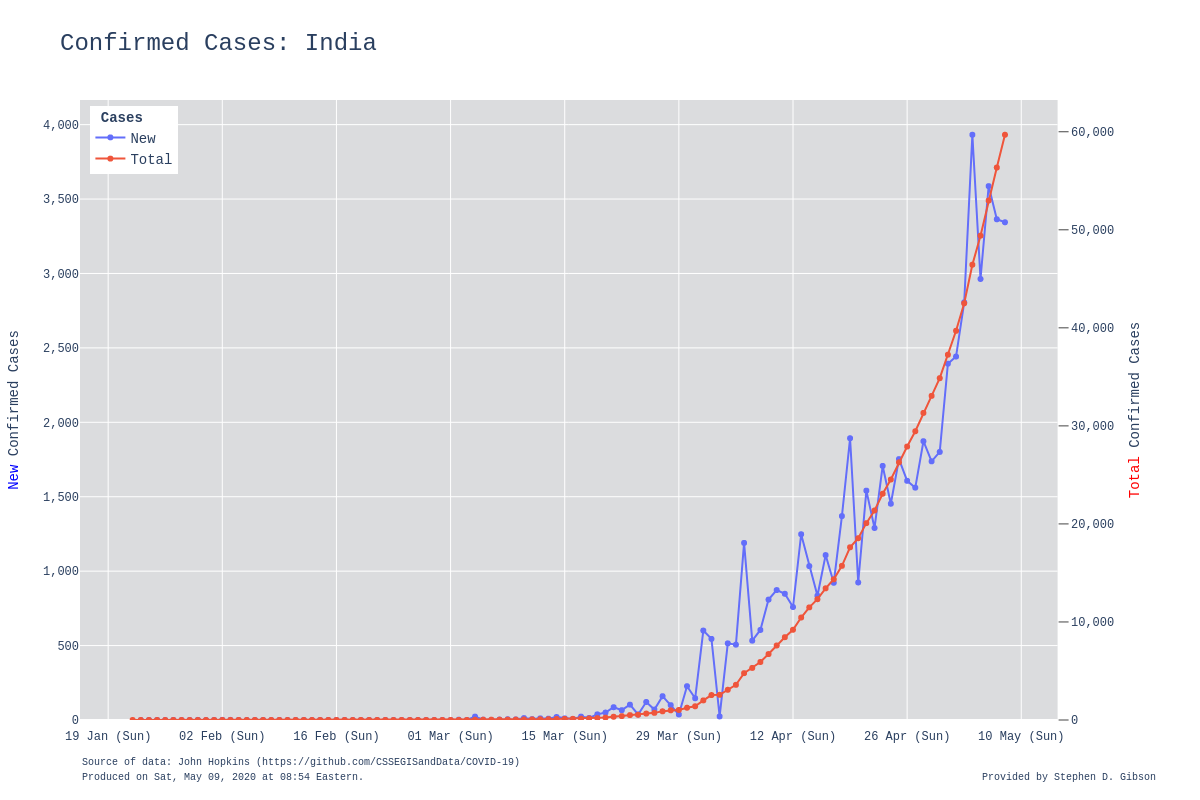 Confirmed Cases: India
Cases
New
Total
4,000
3,500
3,000
2,500
2,000
1,500
1,000
500
0
60,000
50,000
40,000
30,000
20,000
10,000
0
New Confirmed Cases
Total Confirmed Cases
19 Jan (Sun) 02 Feb (Sun) 16 Feb (Sun) 01 Mar (Sun) 15 Mar (Sun) 29 Mar (Sun) 12 Apr (Sun) 26 Apr (Sun) 10 May (Sun)
Source of data: John Hopkins (https://github.com/CSSEGISandData/COVID-19)
Produced on Sat, May 09, 2020 at 08:54 Eastern.
Provided by Stephen D. Gibson